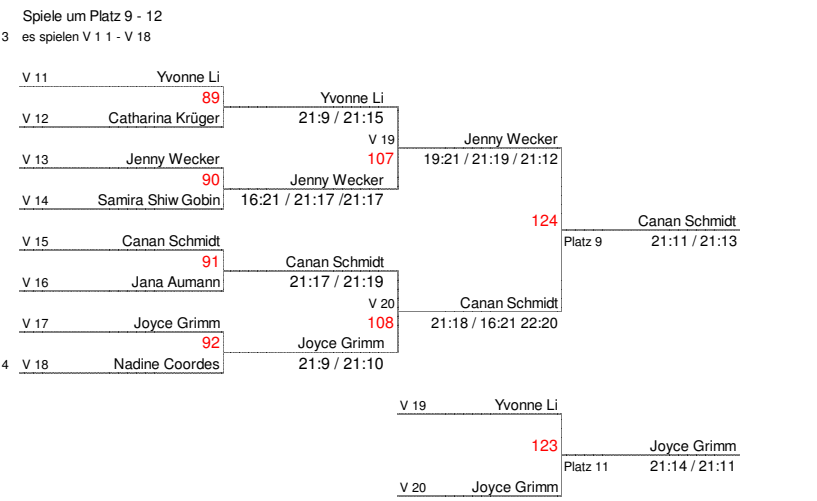 Spiele um Platz 9 - 12
3 es spielen V 1 1 - V 18
V 11 Yvonne Li
89 Yvonne Li
V 12 Catharina Krüger 21:9 / 21:15
V 19 Jenny Wecker
V 13 Jenny Wecker 107 19:21 / 21:19 / 21:12
90 Jenny Wecker
V 14 Samira Shiw Gobin 16:21 / 21:17 /21:17
124 Canan Schmidt
V 15 Canan Schmidt Platz 9 21:11 / 21:13
91 Canan Schmidt
V 16 Jana Aumann 21:17 / 21:19
V 20 Canan Schmidt
V 17 Joyce Grimm 108 21:18 / 16:21 22:20
92 Joyce Grimm
4 V 18 Nadine Coordes 21:9 / 21:10
V 19 Yvonne Li
123 Joyce Grimm
Platz 11 21:14 / 21:11
V 20 Joyce Grimm